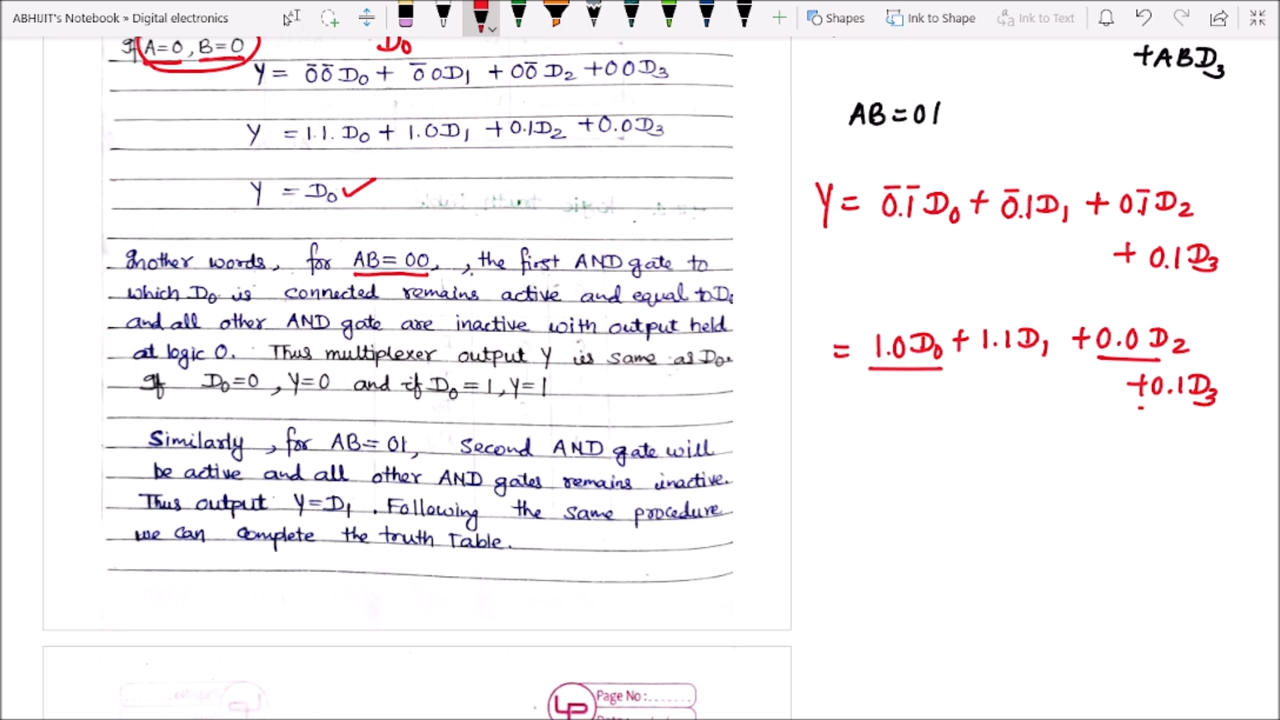 ABHIJIT's Notebook » Digital electronics
Shapes
Ink to Shape
Ink to Text
If A=0, B=0
D₀
Y = 0̅0̅D₀ + 0̅0D₁ + 00̅D₂ + 00D₃
Y = 1.1.D₀ + 1.0D₁ + 0.1D₂ + 0.0D₃
Y = D₀ ✓
Inother words, for AB= 00, , the first AND gate to
which D₀ is connected remains active and equal to D₀
and all other AND gate are inactive with output held
at logic 0. Thus multiplexer output Y is same as D₀.
If D₀=0, Y=0 and if D₀ = 1, Y=1
Similarly, for AB= 01, Second AND gate will
be active and all other AND gates remains inactive.
Thus output Y=D₁. Following the same procedure
we can complete the truth Table.
Page No:.......
LP
+ABD₃
AB=01
Y= 0̅.1̅D₀ + 0̅.1D₁ + 0.1̅D₂
+ 0.1D₃
= 1.0D₀ + 1.1D₁ + 0.0D₂
+0.1D₃